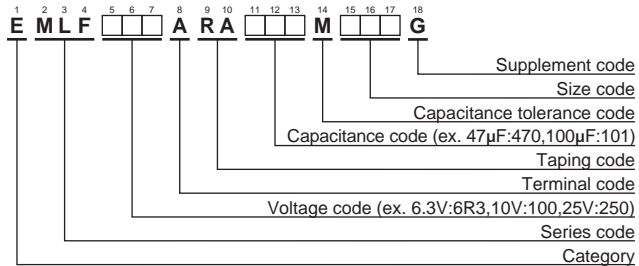 1 2 3 4 5 6 7 8 9 10 11 12 13 14 15 16 17 18
E M L F A R A M G
Supplement code
Size code
Capacitance tolerance code
Capacitance code (ex. 47µF:470,100µF:101)
Taping code
Terminal code
Voltage code (ex. 6.3V:6R3,10V:100,25V:250)
Series code
Category